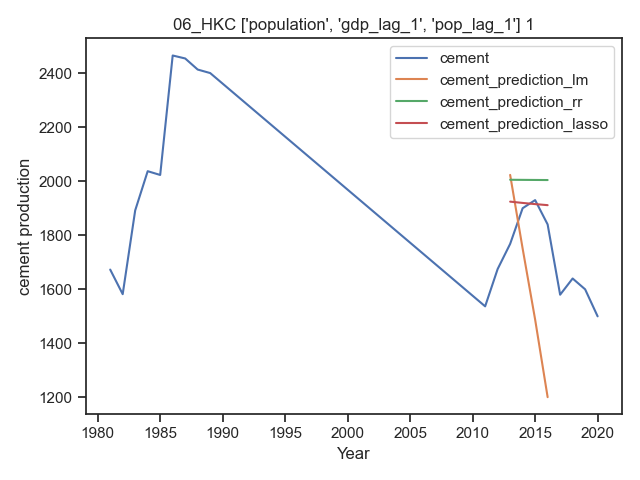 06_HKC ['population', 'gdp_lag_1', 'pop_lag_1'] 1
cement
cement_prediction_lm
cement_prediction_rr
cement_prediction_lasso
cement production
2400
2200
2000
1800
1600
1400
1200
1980 1985 1990 1995 2000 2005 2010 2015 2020
Year